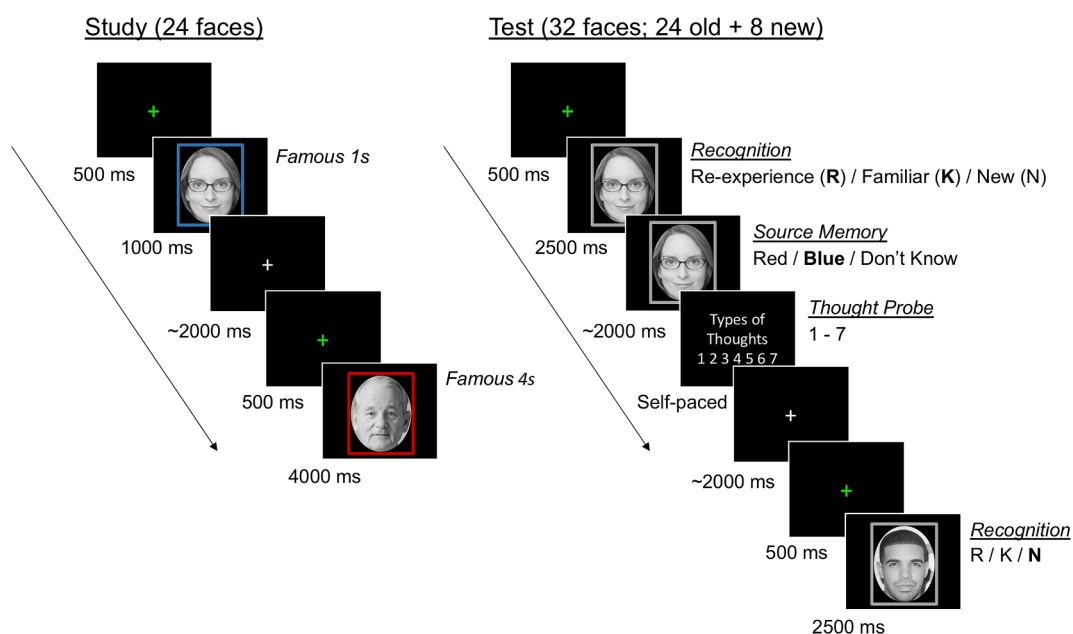 Study (24 faces)
500 ms
Famous 1s
1000 ms
~2000 ms
500 ms
Famous 4s
4000 ms
Test (32 faces; 24 old + 8 new)
500 ms
Recognition
Re-experience (R) / Familiar (K) / New (N)
2500 ms
Source Memory
Red / Blue / Don’t Know
~2000 ms
Types of
Thoughts
1 2 3 4 5 6 7
Thought Probe
1 - 7
Self-paced
~2000 ms
500 ms
Recognition
R / K / N
2500 ms